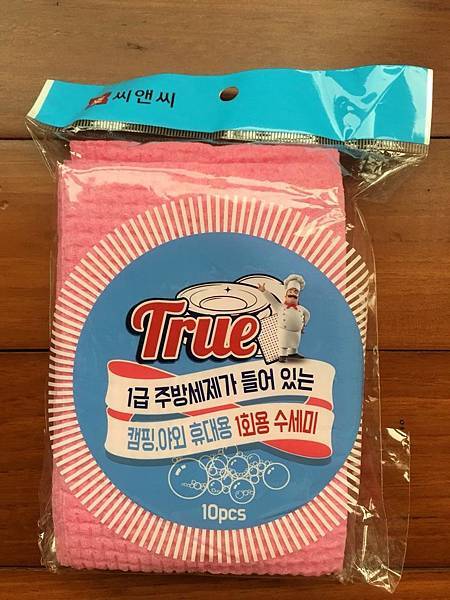 씨앤씨
True
1급 주방세제가 들어 있는
캠핑,야외 휴대용 1회용 수세미
10pcs